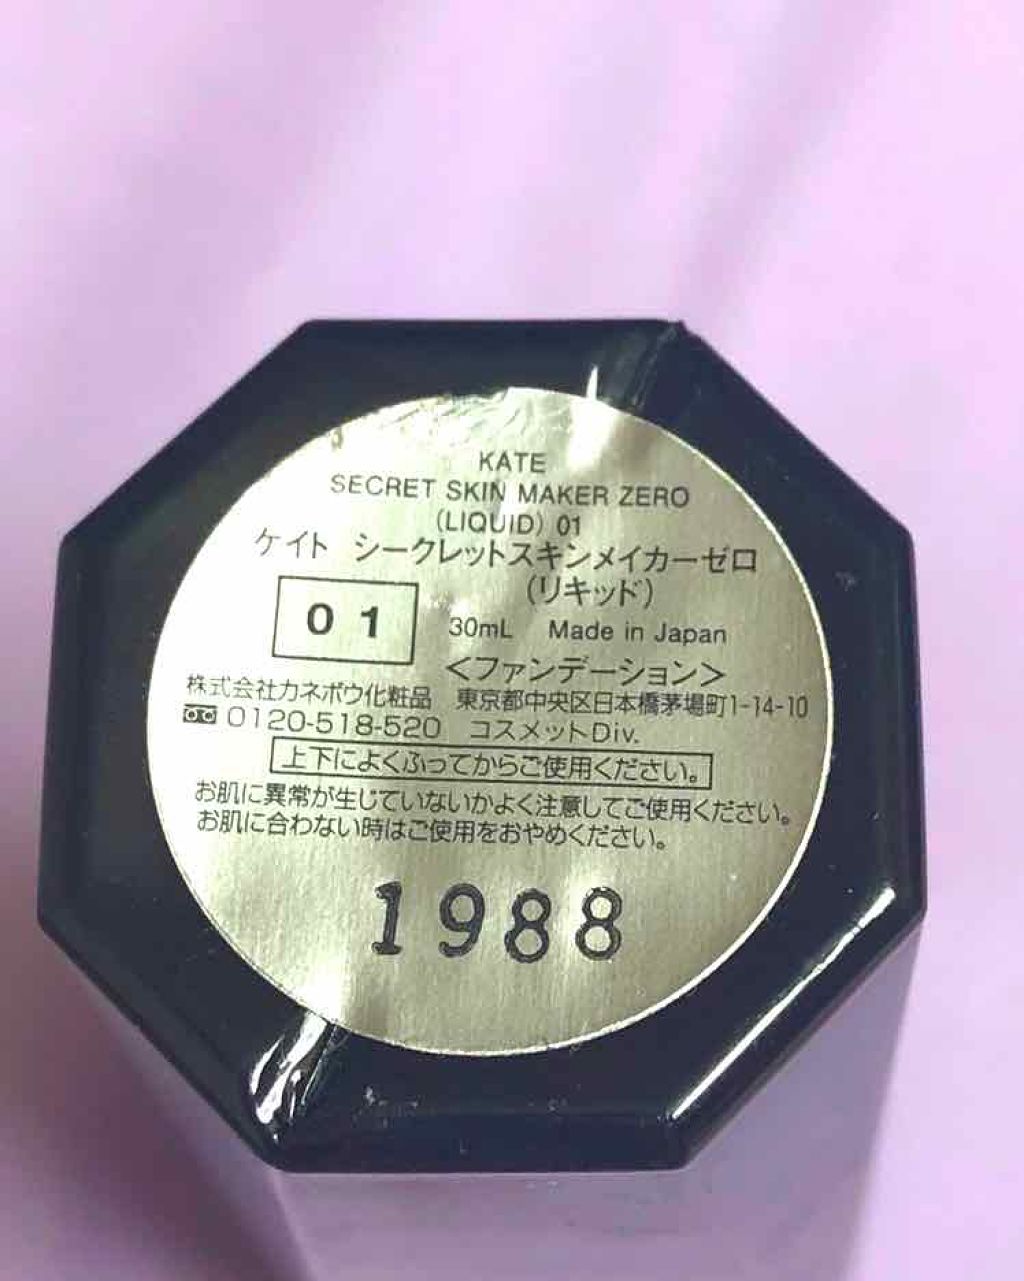 KATE
SECRET SKIN MAKER ZERO
(LIQUID) 01
ケイト シークレットスキンメイカーゼロ
(リキッド)
01 30mL Made in Japan
<ファンデーション>
株式会社カネボウ化粧品 東京都中央区日本橋茅場町1-14-10
0120-518-520 コスメットDiv.
上下によくふってからご使用ください。
お肌に異常が生じていないかよく注意してご使用ください。
お肌に合わない時はご使用をおやめください。
1988